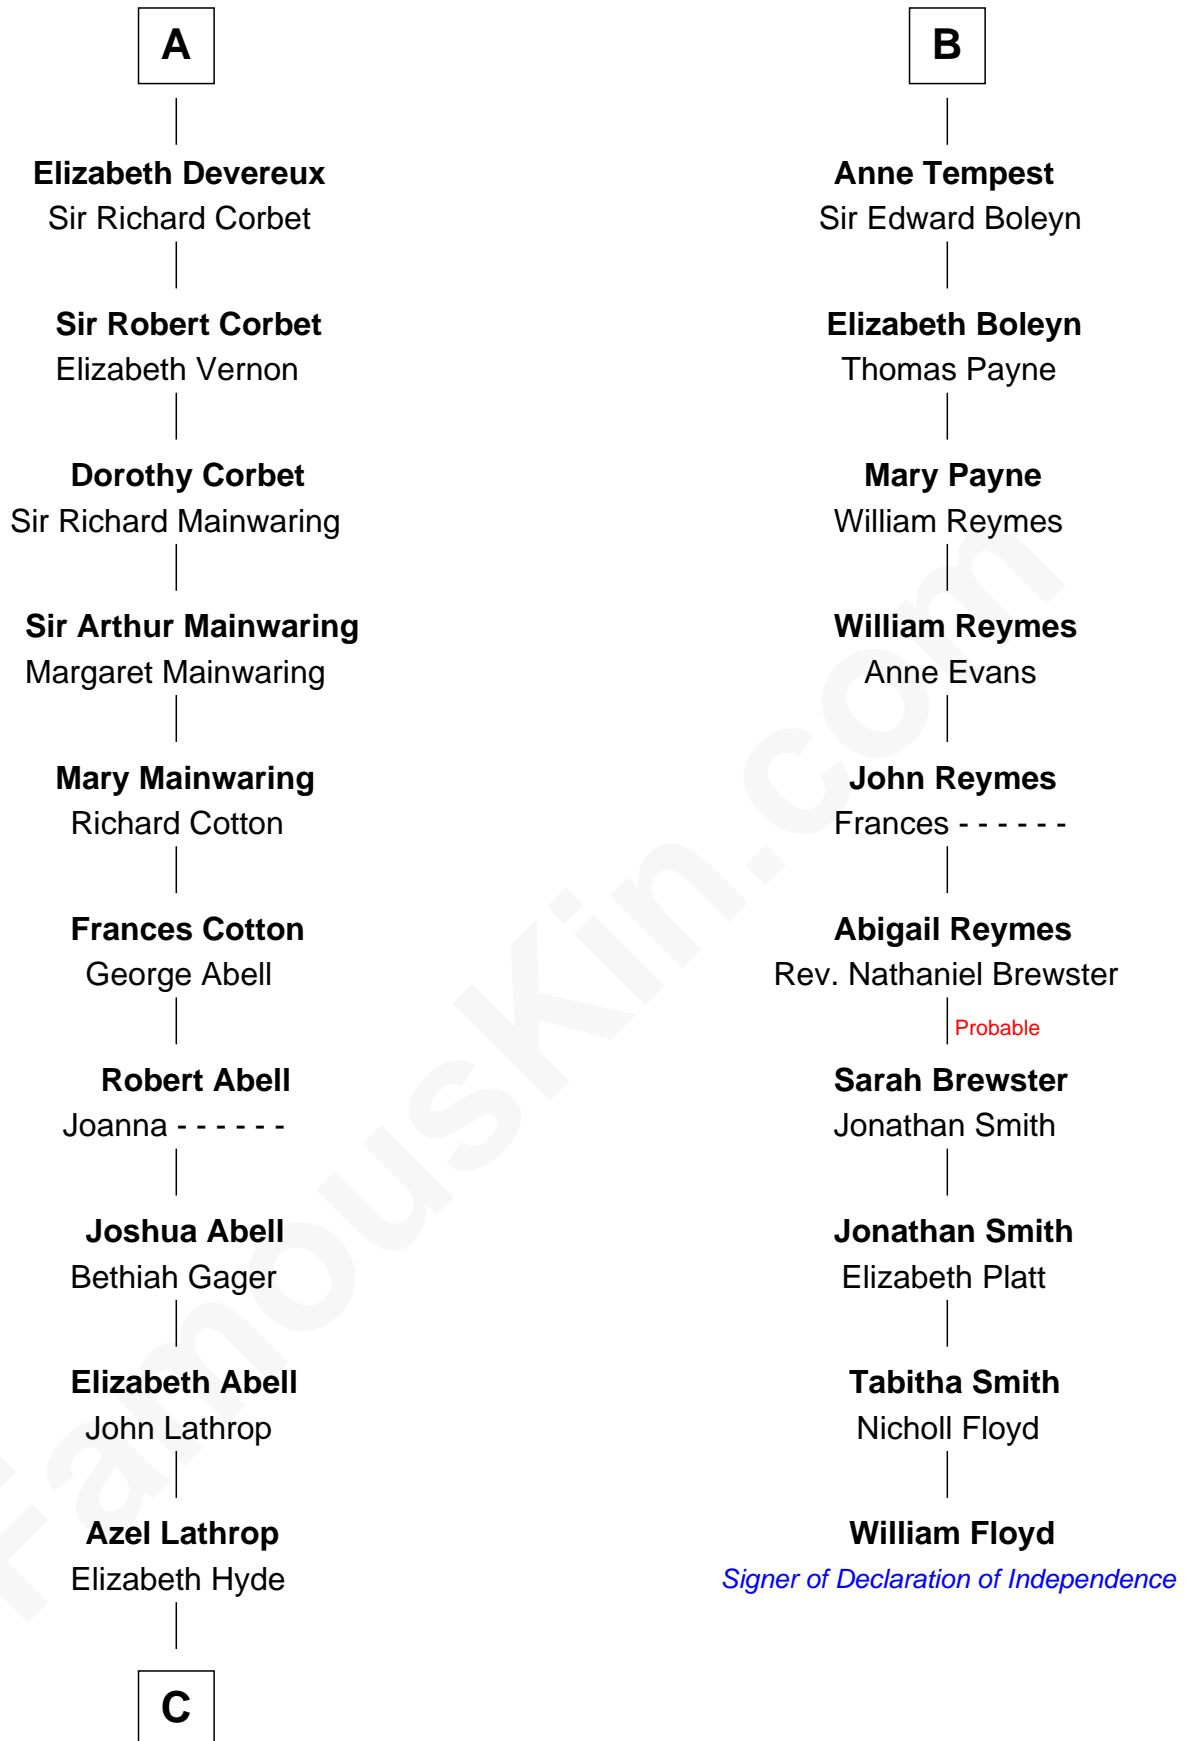 A
Elizabeth Devereux
Sir Richard Corbet
Sir Robert Corbet
Elizabeth Vernon
Dorothy Corbet
Sir Richard Mainwaring
Sir Arthur Mainwaring
Margaret Mainwaring
Mary Mainwaring
Richard Cotton
Frances Cotton
George Abell
Robert Abell
Joanna - - - - - -
Joshua Abell
Bethiah Gager
Elizabeth Abell
John Lathrop
Azel Lathrop
Elizabeth Hyde
C
B
Anne Tempest
Sir Edward Boleyn
Elizabeth Boleyn
Thomas Payne
Mary Payne
William Reymes
William Reymes
Anne Evans
John Reymes
Frances - - - - - -
Abigail Reymes
Rev. Nathaniel Brewster
Probable
Sarah Brewster
Jonathan Smith
Jonathan Smith
Elizabeth Platt
Tabitha Smith
Nicholl Floyd
William Floyd
Signer of Declaration of Independence
FamousKin.com